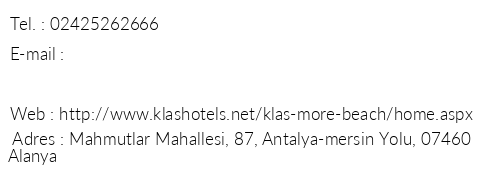 Tel. : 02425262666
E-mail :
Web : http://www.klashotels.net/klas-more-beach/home.aspx
Adres : Mahmutlar Mahallesi, 87, Antalya-mersin Yolu, 07460
Alanya